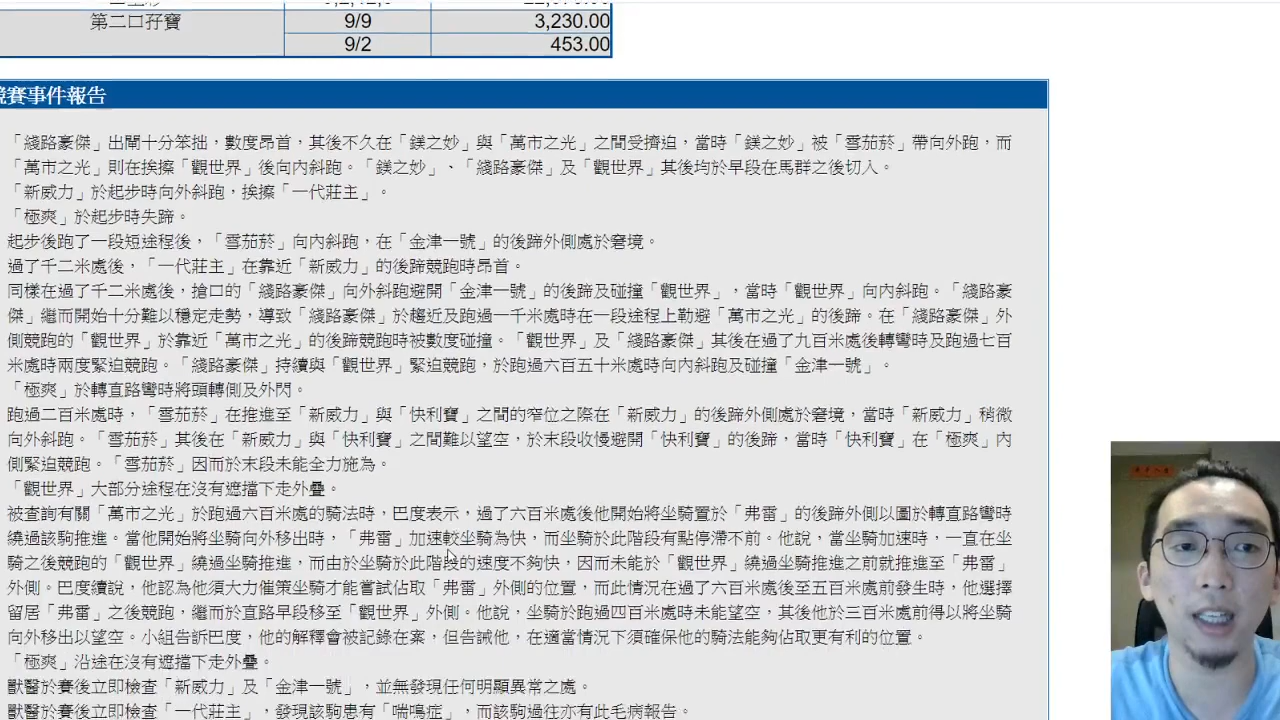 第二口孖寶
9/9
3,230.00
9/2
453.00
競賽事件報告
「綫路豪傑」出閘十分笨拙，數度昂首，其後不久在「鎂之妙」與「萬市之光」之間受擠迫，當時「鎂之妙」被「雪茄菸」帶向外跑，而
「萬市之光」則在挨擦「觀世界」後向內斜跑。「鎂之妙」、「綫路豪傑」及「觀世界」其後均於早段在馬群之後切入。
「新威力」於起步時向外斜跑，挨擦「一代莊主」。
「極爽」於起步時失蹄。
起步後跑了一段短途程後，「雪茄菸」向內斜跑，在「金津一號」的後蹄外側處於窘境。
過了千二米處後，「一代莊主」在靠近「新威力」的後蹄競跑時昂首。
同樣在過了千二米處後，搶口的「綫路豪傑」向外斜跑避開「金津一號」的後蹄及碰撞「觀世界」，當時「觀世界」向內斜跑。「綫路豪
傑」繼而開始十分難以穩定走勢，導致「綫路豪傑」於趨近及跑過一千米處時在一段途程上勒避「萬市之光」的後蹄。在「綫路豪傑」外
側競跑的「觀世界」於靠近「萬市之光」的後蹄競跑時被數度碰撞。「觀世界」及「綫路豪傑」其後在過了九百米處後轉彎時及跑過七百
米處時兩度緊迫競跑。「綫路豪傑」持續與「觀世界」緊迫競跑，於跑過六百五十米處時向內斜跑及碰撞「金津一號」。
「極爽」於轉直路彎時將頭轉側及外閃。
跑過二百米處時，「雪茄菸」在推進至「新威力」與「快利寶」之間的窄位之際在「新威力」的後蹄外側處於窘境，當時「新威力」稍微
向外斜跑。「雪茄菸」其後在「新威力」與「快利寶」之間難以望空，於末段收慢避開「快利寶」的後蹄，當時「快利寶」在「極爽」內
側緊迫競跑。「雪茄菸」因而於末段未能全力施為。
「觀世界」大部分途程在沒有遮擋下走外疊。
被查詢有關「萬市之光」於跑過六百米處的騎法時，巴度表示，過了六百米處後他開始將坐騎置於「弗雷」的後蹄外側以圖於轉直路彎時
繞過該駒推進。當他開始將坐騎向外移出時，「弗雷」加速較坐騎為快，而坐騎於此階段有點停滯不前。他說，當坐騎加速時，一直在坐
騎之後競跑的「觀世界」繞過坐騎推進，而由於坐騎於此階段的速度不夠快，因而未能於「觀世界」繞過坐騎推進之前就推進至「弗雷」
外側。巴度續說，他認為他須大力催策坐騎才能嘗試佔取「弗雷」外側的位置，而此情況在過了六百米處後至五百米處前發生時，他選擇
留居「弗雷」之後競跑，繼而於直路早段移至「觀世界」外側。他說，坐騎於跑過四百米處時未能望空，其後他於三百米處前得以將坐騎
向外移出以望空。小組告訴巴度，他的解釋會被記錄在案，但告誡他，在適當情況下須確保他的騎法能夠佔取更有利的位置。
「極爽」沿途在沒有遮擋下走外疊。
獸醫於賽後立即檢查「新威力」及「金津一號」，並無發現任何明顯異常之處。
獸醫於賽後立即檢查「一代莊主」，發現該駒患有「喘鳴症」，而該駒過往亦有此毛病報告。